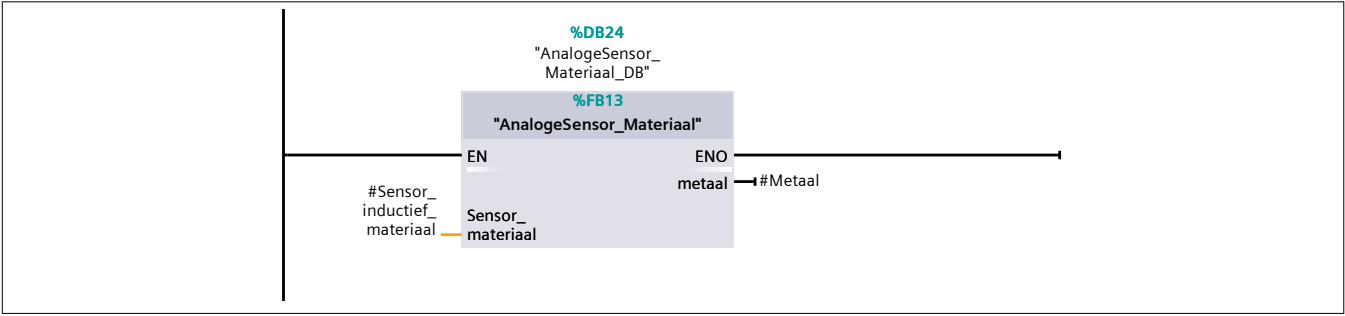 %DB24
"AnalogeSensor_
Materiaal_DB"
%FB13
"AnalogeSensor_Materiaal"
EN
ENO
metaal
#Metaal
#Sensor_
inductief_
materiaal
Sensor_
materiaal